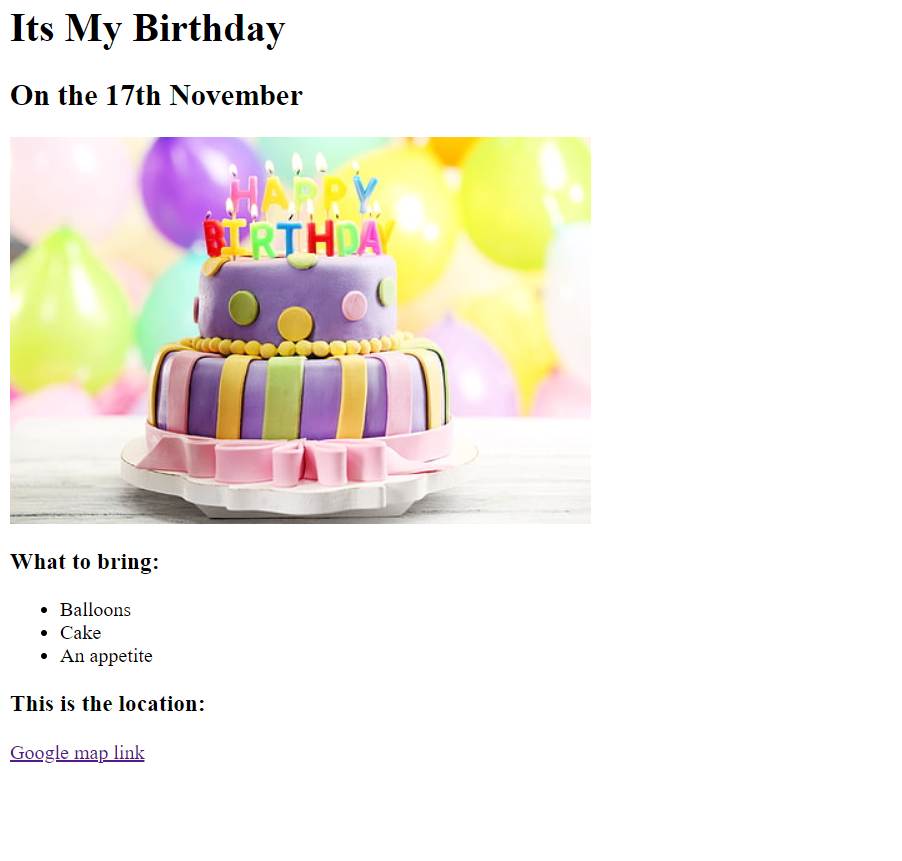 Its My Birthday
On the 17th November
HAPPY
BIRTHDAY
What to bring:
Balloons
Cake
An appetite
This is the location:
Google map link